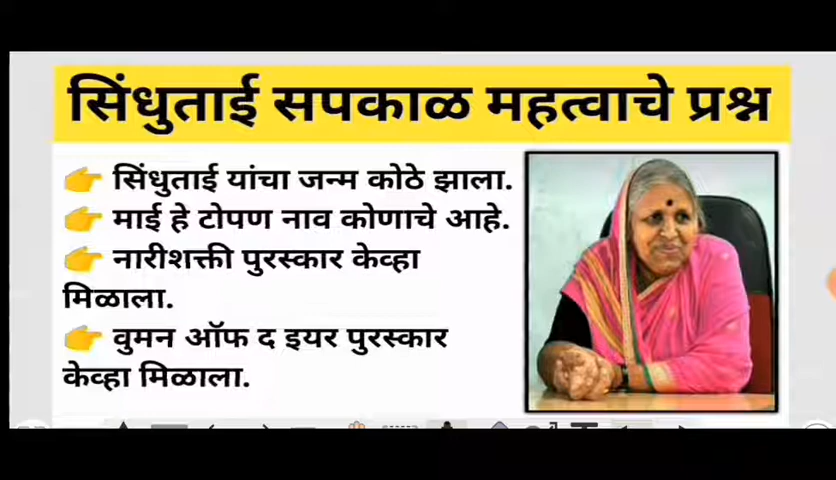 सिंधुताई सपकाळ महत्वाचे प्रश्न
👉 सिंधुताई यांचा जन्म कोठे झाला.
👉 माई हे टोपण नाव कोणाचे आहे.
👉 नारीशक्ती पुरस्कार केव्हा
मिळाला.
👉 वुमन ऑफ द इयर पुरस्कार
केव्हा मिळाला.